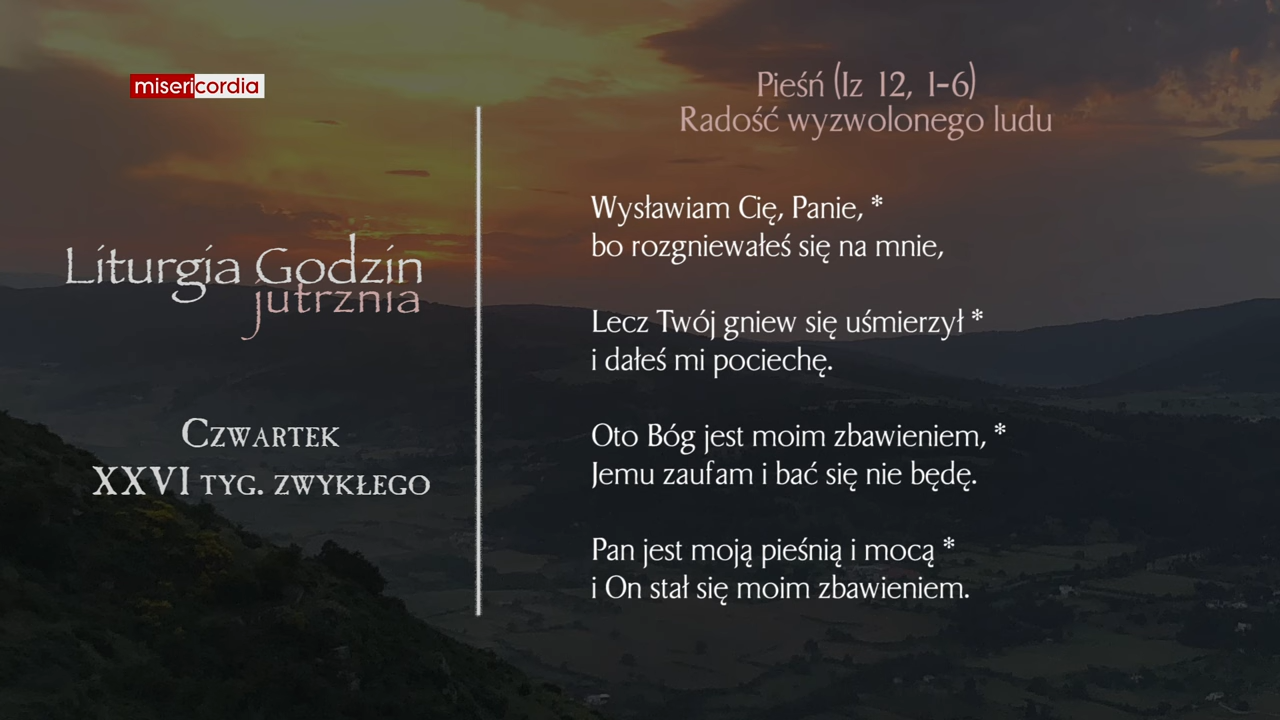 misericordia
Liturgia Godzin
jutrznia
Czwartek
XXVI tyg. zwykłego
Pieśń (Iz 12, 1-6)
Radość wyzwolonego ludu
Wysławiam Cię, Panie, *
bo rozgniewałeś się na mnie,
Lecz Twój gniew się uśmierzył *
i dałeś mi pociechę.
Oto Bóg jest moim zbawieniem, *
Jemu zaufam i bać się nie będę.
Pan jest moją pieśnią i mocą *
i On stał się moim zbawieniem.